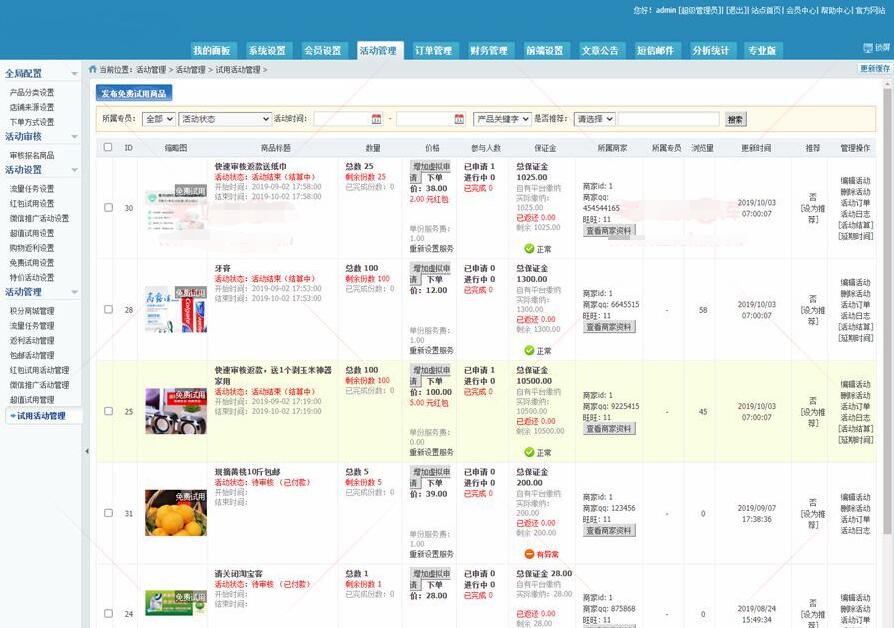 您好！admin [超级管理员] | [退出] | 站点首页 | 会员中心 | 帮助中心 | 官方网站
我的面板 系统设置 会员设置 活动管理 订单管理 财务管理 前端设置 文章公告 短信邮件 分析统计 专业版
锁屏
当前位置：活动管理 > 活动管理 > 试用活动管理 >
更新缓存
全局配置
产品分类设置
店铺来源设置
下单方式设置
活动审核
审核报名商品
活动设置
流量任务设置
红包试用设置
微信推广活动设置
超值试用设置
购物返利设置
免费试用设置
特价活动设置
活动管理
积分商城管理
流量任务管理
返利活动管理
包邮活动管理
红包试用活动管理
微信推广活动管理
超值试用管理
试用活动管理
发布免费试用商品
所属专员： 全部 活动状态 活动时间： - 产品关键字 是否推荐： 请选择 搜索
ID 缩略图 商品标题 数量 价格 参与人数 保证金 所属商家 所属专员 浏览量 更新时间 推荐 管理操作
30
免费试用
快速审核返款送纸巾
活动状态：活动结束（结算中）
开始时间：2019-09-02 17:58:00
结束时间：2019-10-02 17:58:00
总数 25
剩余份数 25
已完成份数：0
增加虚拟申请 下单价：38.00
2.00 元红包
单份服务费：1.00
重新设置服务
已申请 1
进行中 0
已完成 0
总保证金 1025.00
自有平台缴纳
实际缴纳：1025.00
已返还 0.00
剩余 1025.00
正常
商家id: 1
商家qq: 454544165
旺旺: 11
查看商家资料
2019/10/03 07:00:07
否
[设为推荐]
编辑活动
删除活动
活动订单
活动日志
[活动结算]
[延期时间]
28
免费试用
牙膏
活动状态：活动结束（结算中）
开始时间：2019-09-02 17:53:00
结束时间：2019-10-02 17:53:00
总数 100
剩余份数 100
已完成份数：0
增加虚拟申请 下单价：12.00
单份服务费：1.00
重新设置服务
已申请 0
进行中 0
已完成 0
总保证金 1300.00
自有平台缴纳
实际缴纳：1300.00
已返还 0.00
剩余 1300.00
正常
商家id: 1
商家qq: 6645515
旺旺: 11
查看商家资料
-
58
2019/10/03 07:00:07
否
[设为推荐]
编辑活动
删除活动
活动订单
活动日志
[活动结算]
[延期时间]
25
免费试用
快速审核返款，送1个剥玉米神器家用
活动状态：活动结束（结算中）
开始时间：2019-09-02 17:19:00
结束时间：2019-10-02 17:19:00
总数 100
剩余份数 100
已完成份数：0
增加虚拟申请 下单价：100.00
5.00 元红包
单份服务费：0.00
重新设置服务
已申请 1
进行中 0
已完成 0
总保证金 10500.00
自有平台缴纳
实际缴纳：10500.00
已返还 0.00
剩余 10500.00
正常
商家id: 1
商家qq: 9225415
旺旺: 11
查看商家资料
-
45
2019/10/03 07:00:07
否
[设为推荐]
编辑活动
删除活动
活动订单
活动日志
[活动结算]
[延期时间]
31
免费试用
现摘黄桃10斤包邮
活动状态：待审核 （已付款）
开始时间：
结束时间：
总数 5
剩余份数 5
已完成份数：0
增加虚拟申请 下单价：39.00
单份服务费：1.00
重新设置服务
已申请 0
进行中 0
已完成 0
总保证金 200.00
自有平台缴纳
实际缴纳：200.00
已返还 0.00
剩余 200.00
有异常
商家id: 1
商家qq: 123456
旺旺: 11
查看商家资料
-
0
2019/09/07 17:38:36
否
[设为推荐]
编辑活动
删除活动
活动订单
活动日志
24
免费试用
请关闭淘宝客
活动状态：待审核 （已付款）
开始时间：
结束时间：
总数 1
剩余份数 1
已完成份数：0
增加虚拟申请 下单价：28.00
已申请 0
进行中 0
已完成 0
总保证金 28.00
自有平台缴纳
实际缴纳：28.00
已返还 0.00
剩余 28.00
商家id: 1
商家qq: 875868
旺旺: 11
-
0
2019/08/24 15:49:34
否
[设为推荐]
编辑活动
删除活动
活动订单
活动日志